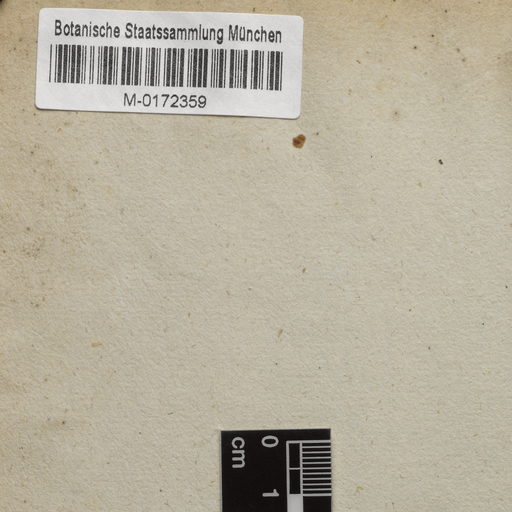 Botanische Staatssammlung München
M-0172359
0
cm
1